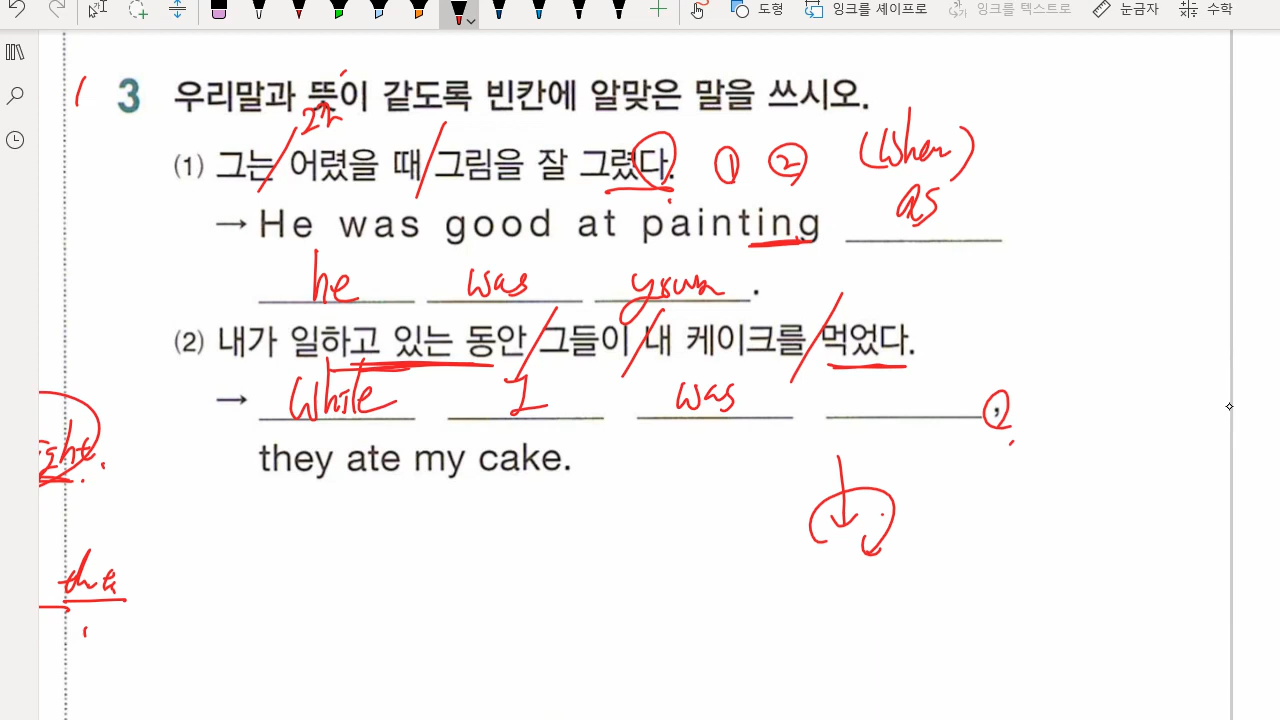 도형 잉크를 셰이프로 잉크를 텍스트로 눈금자 수학
3 우리말과 뜻이 같도록 빈칸에 알맞은 말을 쓰시오.
(1) 그는 어렸을 때 그림을 잘 그렸다. ① ② (When)
as
→ He was good at painting
he was young.
(2) 내가 일하고 있는 동안 그들이 내 케이크를 먹었다.
→ While I was ,
they ate my cake.